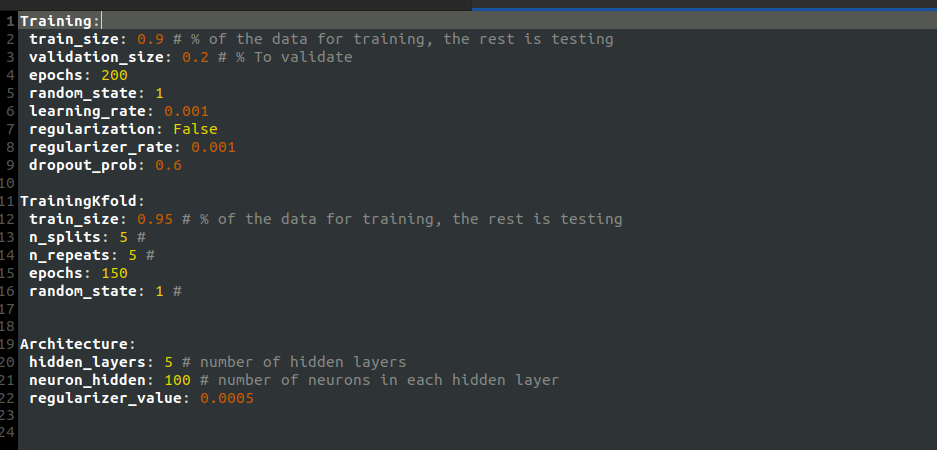 1 Training:
2 train_size: 0.9 # % of the data for training, the rest is testing
3 validation_size: 0.2 # % To validate
4 epochs: 200
5 random_state: 1
6 learning_rate: 0.001
7 regularization: False
8 regularizer_rate: 0.001
9 dropout_prob: 0.6
10
11 TrainingKfold:
12 train_size: 0.95 # % of the data for training, the rest is testing
13 n_splits: 5 #
14 n_repeats: 5 #
15 epochs: 150
16 random_state: 1 #
17
18
19 Architecture:
20 hidden_layers: 5 # number of hidden layers
21 neuron_hidden: 100 # number of neurons in each hidden layer
22 regularizer_value: 0.0005
23
24